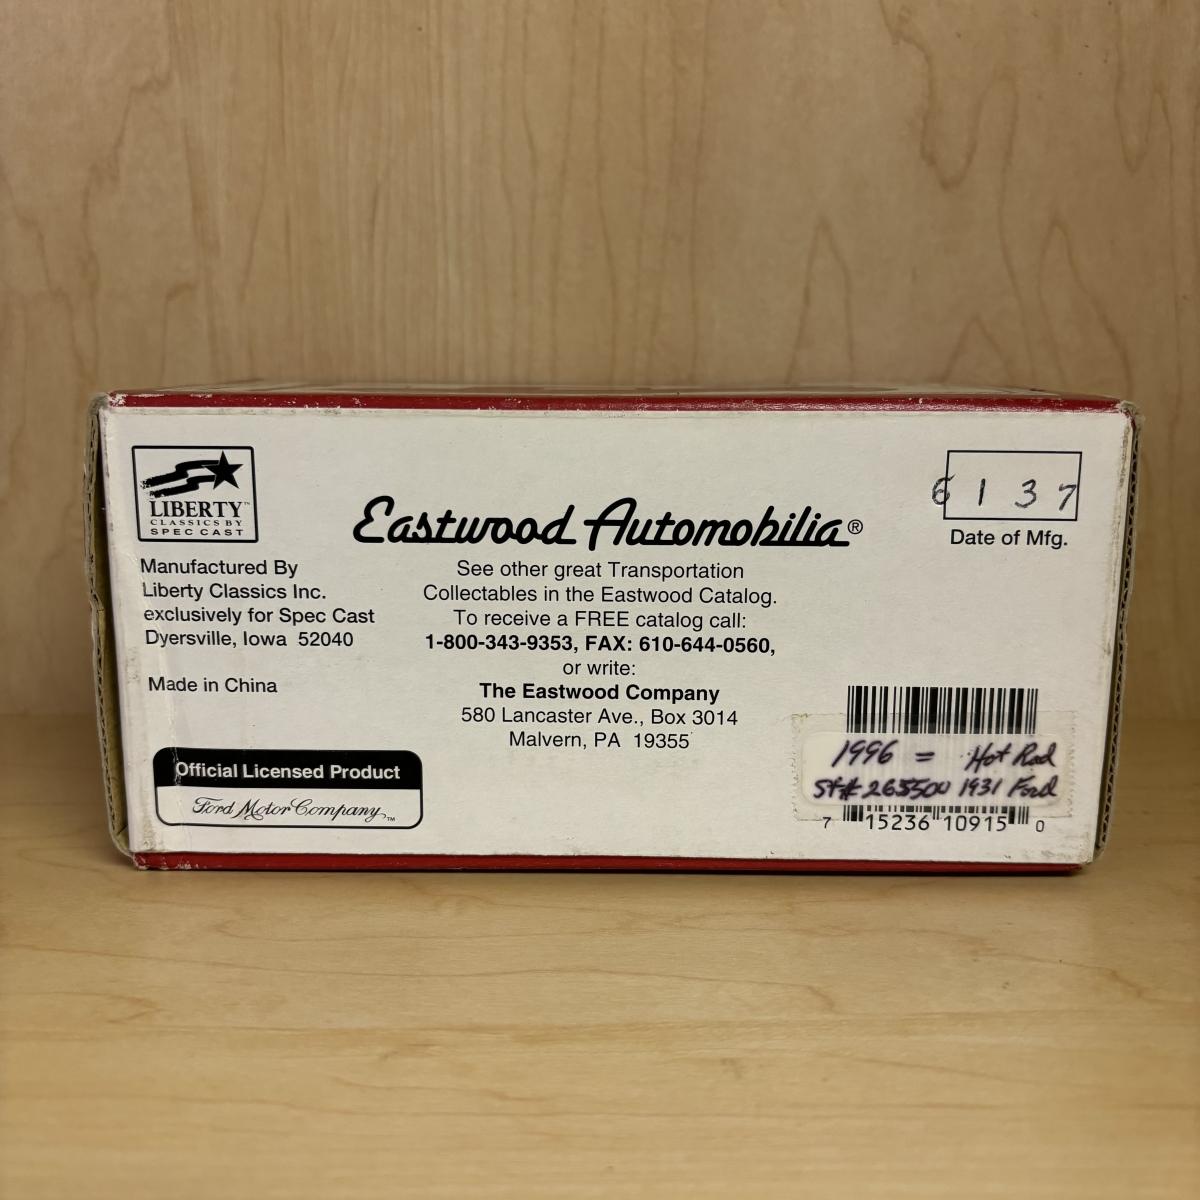 LIBERTY™
CLASSICS BY
SPEC CAST
Manufactured By
Liberty Classics Inc.
exclusively for Spec Cast
Dyersville, Iowa 52040
Made in China
Official Licensed Product
Ford Motor Company™
Eastwood Automobilia®
See other great Transportation
Collectables in the Eastwood Catalog.
To receive a FREE catalog call:
1-800-343-9353, FAX: 610-644-0560,
or write:
The Eastwood Company
580 Lancaster Ave., Box 3014
Malvern, PA 19355
6137
Date of Mfg.
1996 = Hot Rod
St# 265500 1931 Ford
7 15236 10915 0